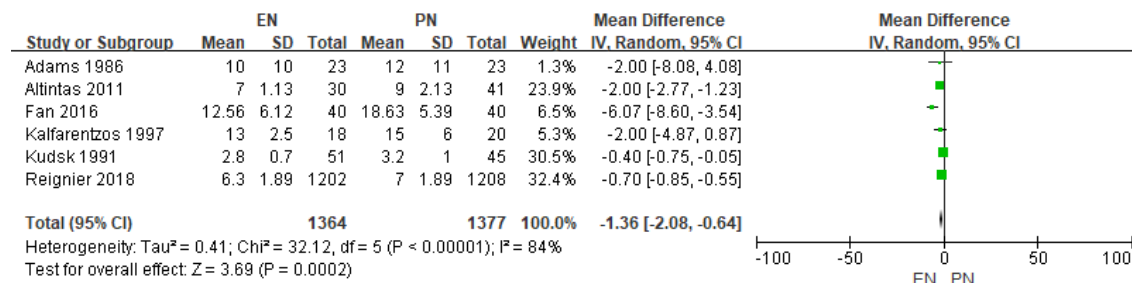 EN PN Mean Difference Mean Difference
Study or Subgroup Mean SD Total Mean SD Total Weight IV, Random, 95% CI IV, Random, 95% CI
Adams 1986 10 10 23 12 11 23 1.3% -2.00 [-8.08, 4.08]
Altintas 2011 7 1.13 30 9 2.13 41 23.9% -2.00 [-2.77, -1.23]
Fan 2016 12.56 6.12 40 18.63 5.39 40 6.5% -6.07 [-8.60, -3.54]
Kalfarentzos 1997 13 2.5 18 15 6 20 5.3% -2.00 [-4.87, 0.87]
Kudsk 1991 2.8 0.7 51 3.2 1 45 30.5% -0.40 [-0.75, -0.05]
Reignier 2018 6.3 1.89 1202 7 1.89 1208 32.4% -0.70 [-0.85, -0.55]
Total (95% CI) 1364 1377 100.0% -1.36 [-2.08, -0.64]
Heterogeneity: Tau² = 0.41; Chi² = 32.12, df = 5 (P < 0.00001); I² = 84%
Test for overall effect: Z = 3.69 (P = 0.0002)
-100 -50 0 50 100
EN PN